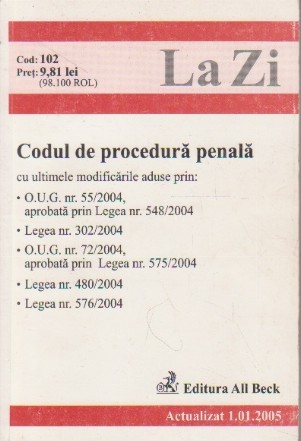 Cod: 102
Preț: 9,81 lei
(98.100 ROL)
La Zi
Codul de procedură penală
cu ultimele modificările aduse prin:
• O.U.G. nr. 55/2004,
aprobată prin Legea nr. 548/2004
• Legea nr. 302/2004
• O.U.G. nr. 72/2004,
aprobată prin Legea nr. 575/2004
• Legea nr. 480/2004
• Legea nr. 576/2004
Editura All Beck
Actualizat 1.01.2005